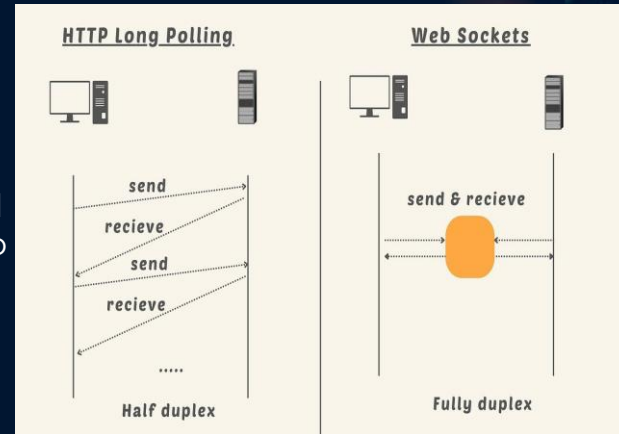 HTTP Long Polling
send
recieve
send
recieve
.....
Half duplex
Web Sockets
send & recieve
Fully duplex